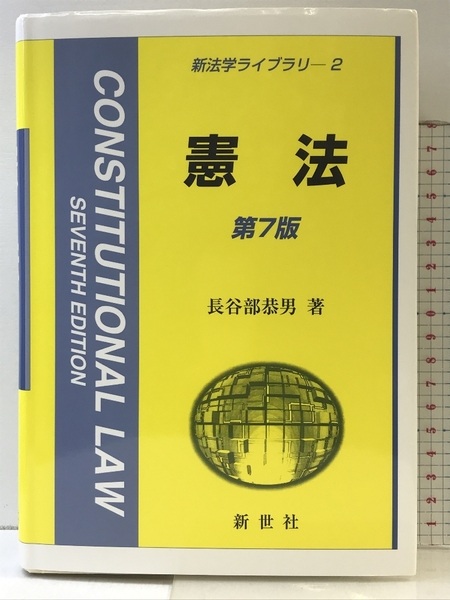 新法学ライブラリ―2
憲 法
第7版
長谷部恭男 著
新世社
CONSTITUTIONAL LAW
SEVENTH EDITION